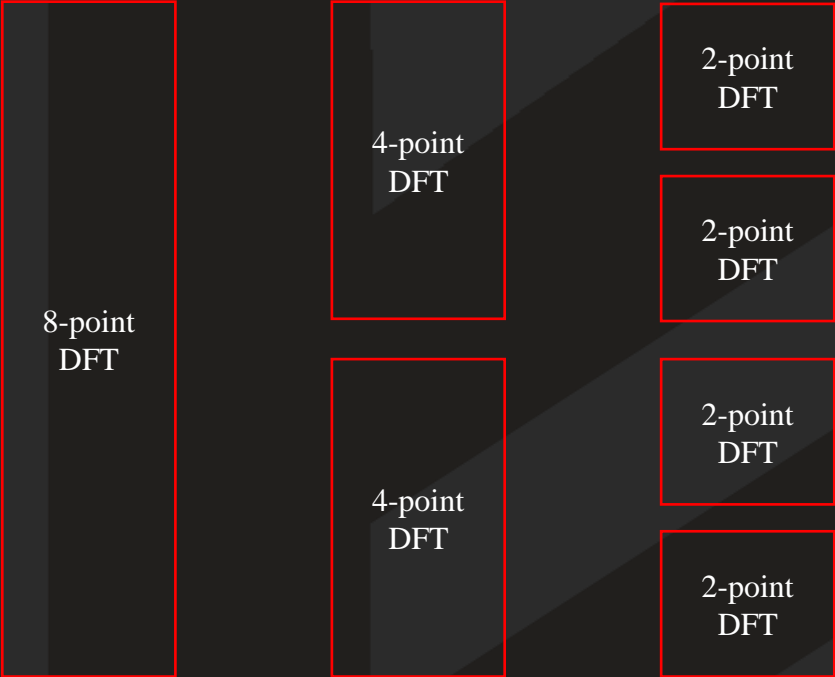 8-point
DFT
4-point
DFT
4-point
DFT
2-point
DFT
2-point
DFT
2-point
DFT
2-point
DFT